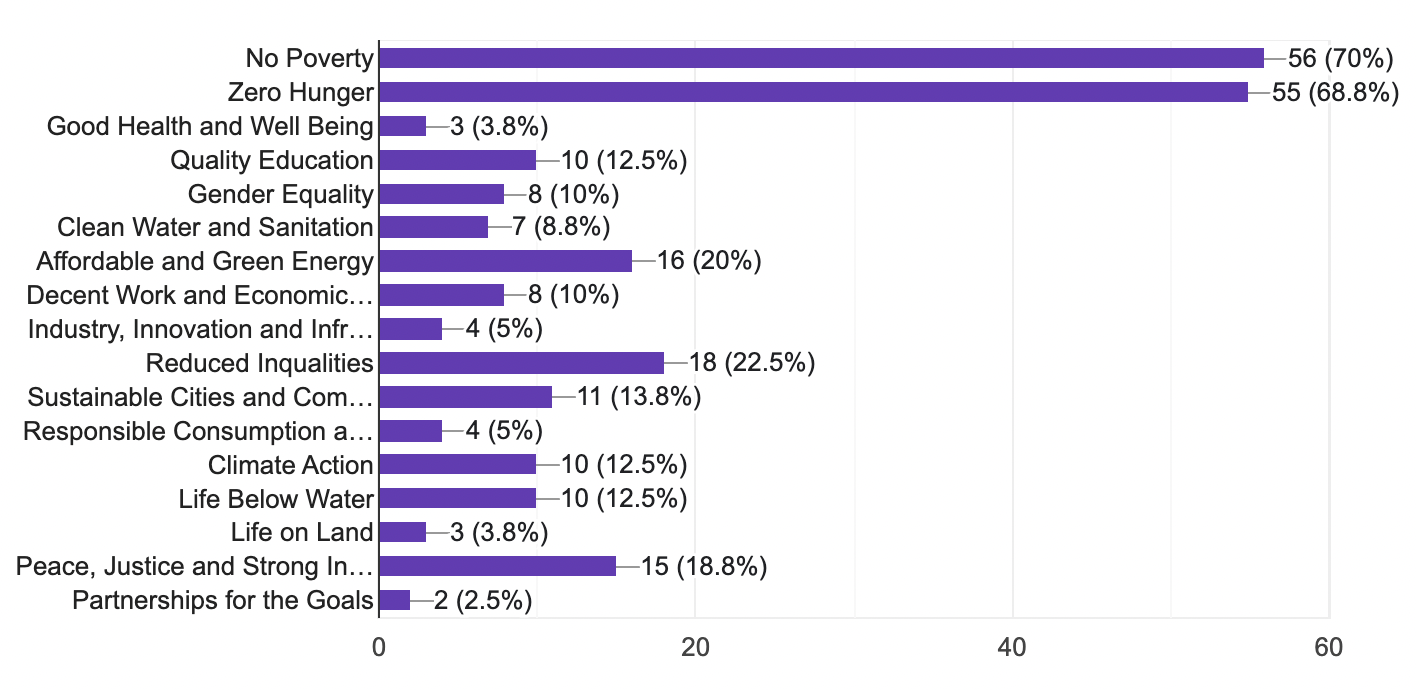 No Poverty 56 (70%)
Zero Hunger 55 (68.8%)
Good Health and Well Being 3 (3.8%)
Quality Education 10 (12.5%)
Gender Equality 8 (10%)
Clean Water and Sanitation 7 (8.8%)
Affordable and Green Energy 16 (20%)
Decent Work and Economic… 8 (10%)
Industry, Innovation and Infr… 4 (5%)
Reduced Inqualities 18 (22.5%)
Sustainable Cities and Com… 11 (13.8%)
Responsible Consumption a… 4 (5%)
Climate Action 10 (12.5%)
Life Below Water 10 (12.5%)
Life on Land 3 (3.8%)
Peace, Justice and Strong In… 15 (18.8%)
Partnerships for the Goals 2 (2.5%)
0 20 40 60